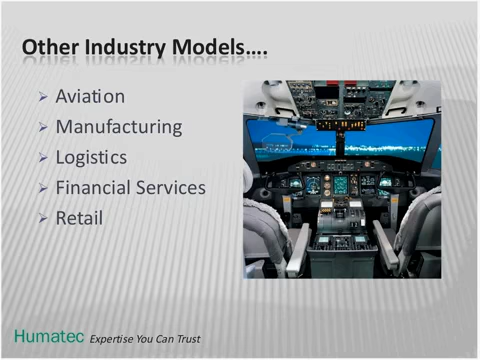 Other Industry Models....
Aviation
Manufacturing
Logistics
Financial Services
Retail
Humatec Expertise You Can Trust